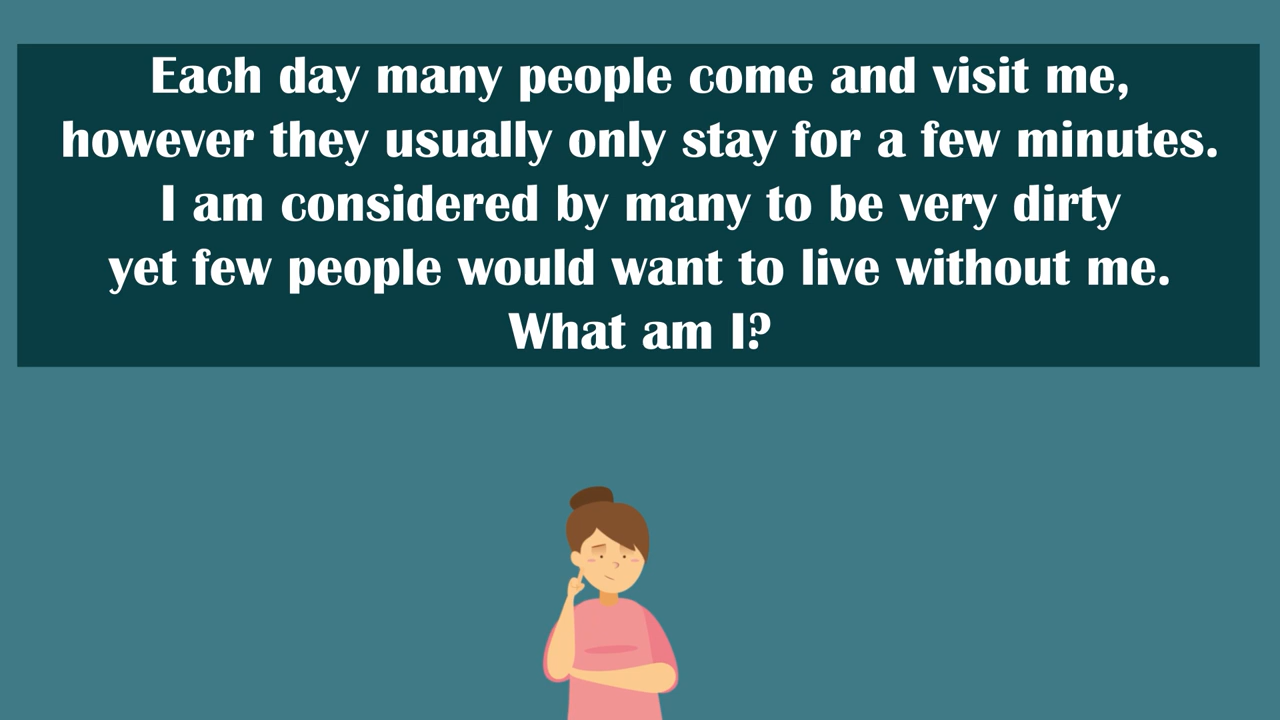 Each day many people come and visit me,
however they usually only stay for a few minutes.
I am considered by many to be very dirty
yet few people would want to live without me.
What am I?